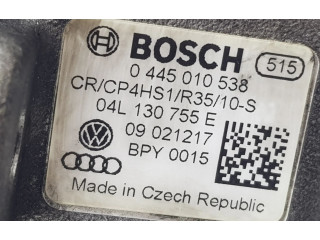 BOSCH 515
0 445 010 538
CR/CP4HS1/R35/10-S
04L 130 755 E
09 021217
BPY 0015
Made in Czech Republic